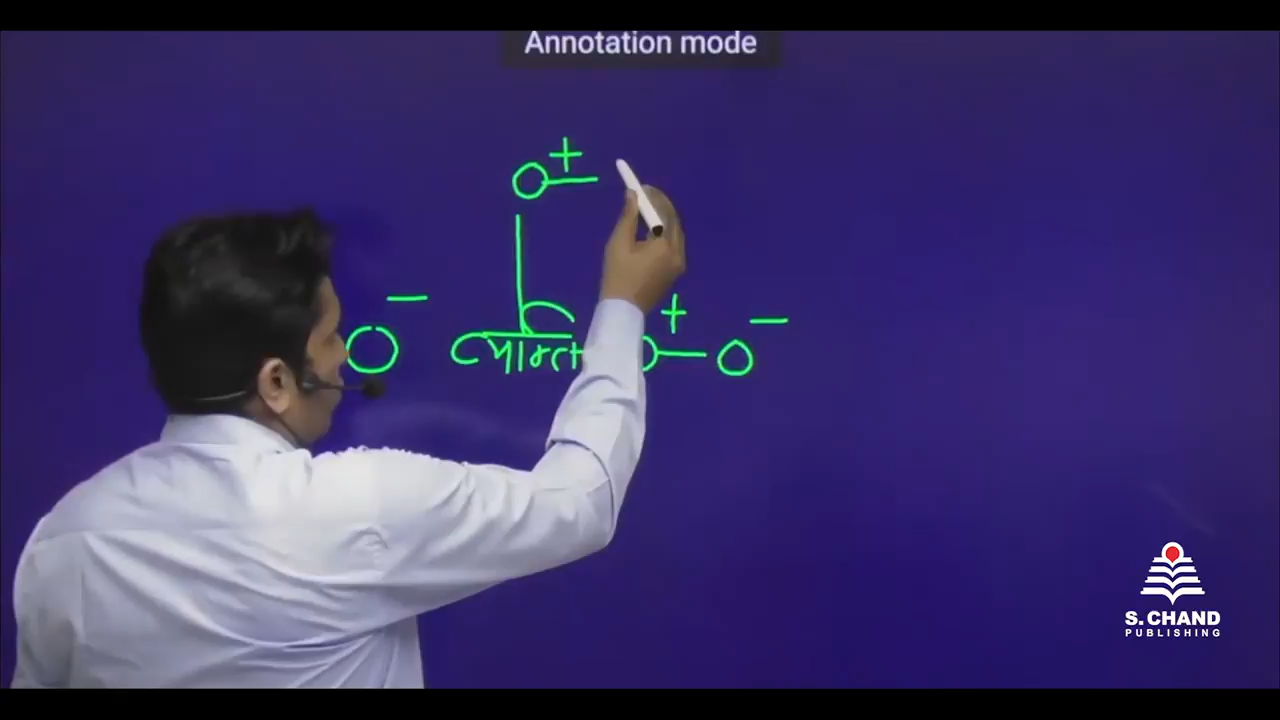 Annotation mode
O⁺ —
O⁻ O⁺ — O⁻
S. CHAND
PUBLISHING